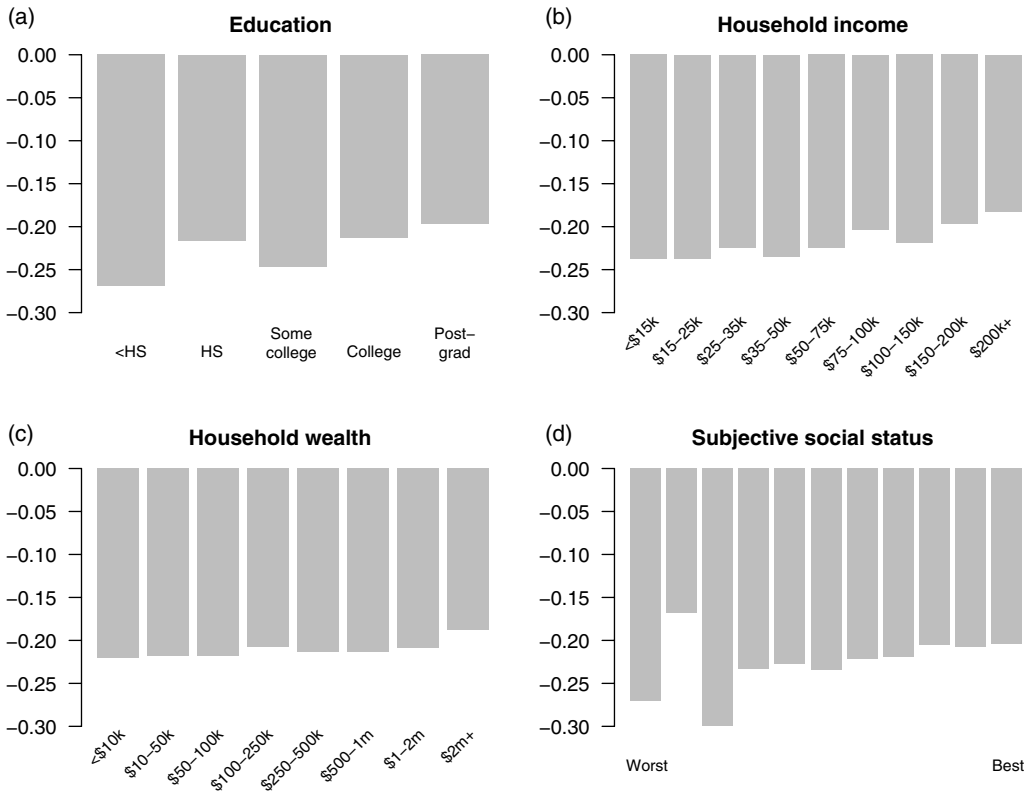 (a)
Education
0.00
−0.05
−0.10
−0.15
−0.20
−0.25
−0.30
<HS
HS
Some
college
College
Post−
grad
(b)
Household income
0.00
−0.05
−0.10
−0.15
−0.20
−0.25
−0.30
<$15k
$15−25k
$25−35k
$35−50k
$50−75k
$75−100k
$100−150k
$150−200k
$200k+
(c)
Household wealth
0.00
−0.05
−0.10
−0.15
−0.20
−0.25
−0.30
<$10k
$10−50k
$50−100k
$100−250k
$250−500k
$500−1m
$1−2m
$2m+
(d)
Subjective social status
0.00
−0.05
−0.10
−0.15
−0.20
−0.25
−0.30
Worst
Best